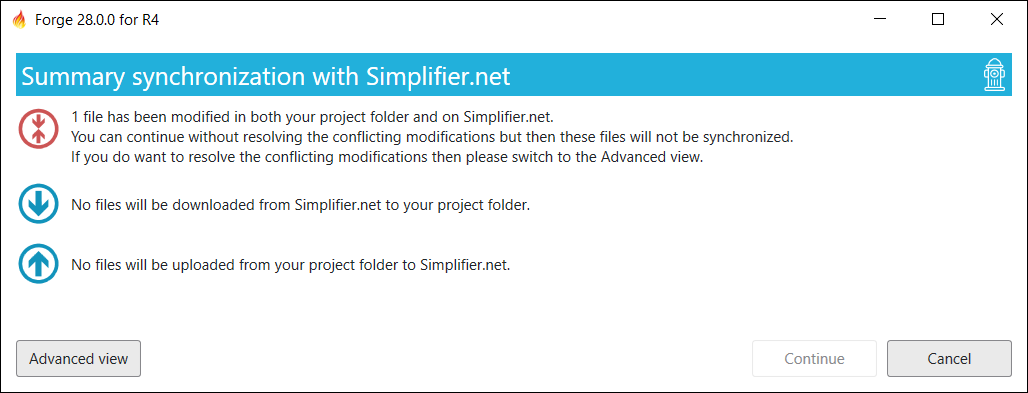 Forge 28.0.0 for R4
Summary synchronization with Simplifier.net
1 file has been modified in both your project folder and on Simplifier.net.
You can continue without resolving the conflicting modifications but then these files will not be synchronized.
If you do want to resolve the conflicting modifications then please switch to the Advanced view.
No files will be downloaded from Simplifier.net to your project folder.
No files will be uploaded from your project folder to Simplifier.net.
Advanced view
Continue
Cancel